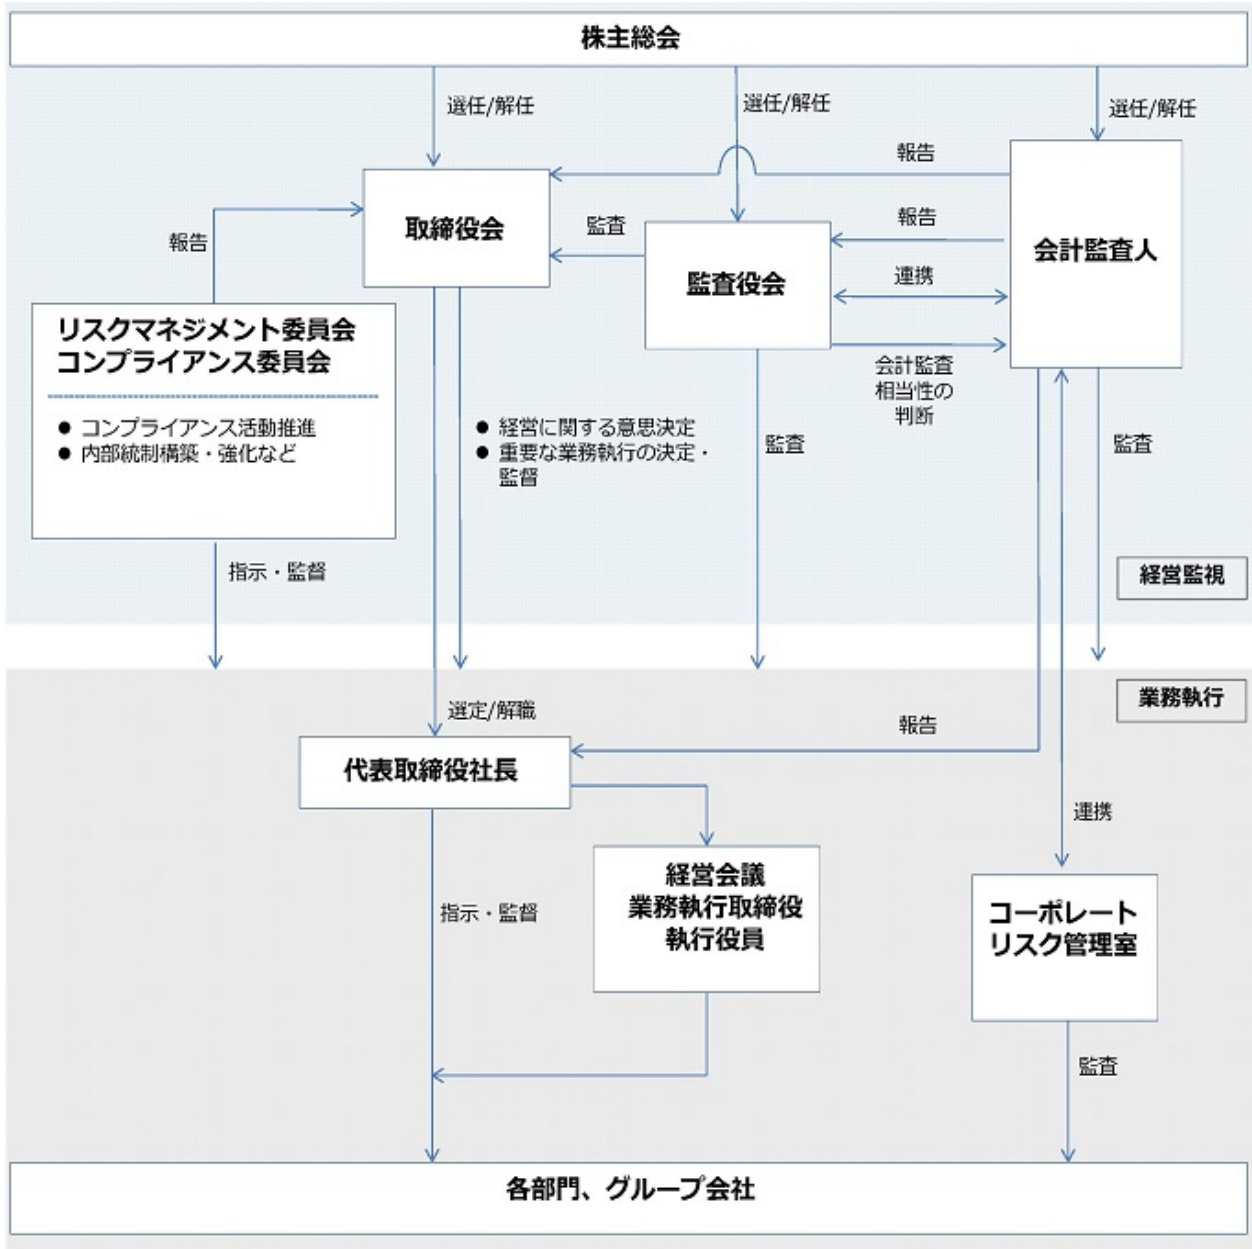 株主総会
選任/解任
選任/解任
選任/解任
報告
取締役会
監査
監査役会
報告
連携
会計監査人
報告
リスクマネジメント委員会
コンプライアンス委員会
● コンプライアンス活動推進
● 内部統制構築・強化など
会計監査
相当性の
判断
● 経営に関する意思決定
● 重要な業務執行の決定・
監督
監査
監査
指示・監督
経営監視
業務執行
選定/解職
報告
代表取締役社長
連携
経営会議
業務執行取締役
執行役員
指示・監督
コーポレート
リスク管理室
監査
各部門、グループ会社